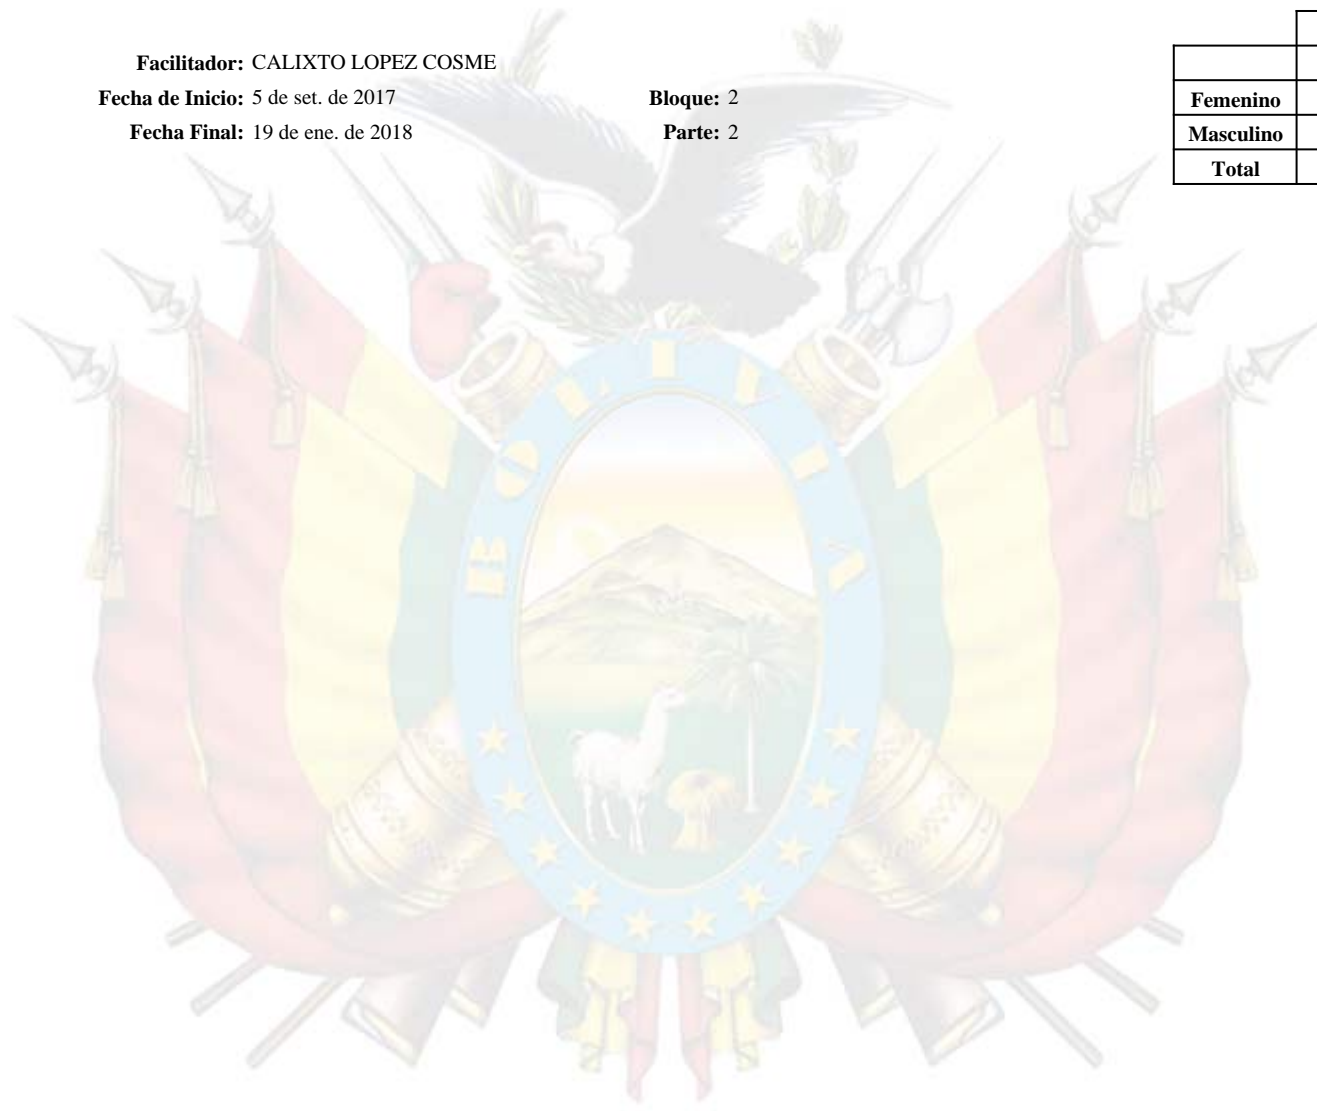 Facilitador: CALIXTO LOPEZ COSME
Fecha de Inicio: 5 de set. de 2017 Bloque: 2
Fecha Final: 19 de ene. de 2018 Parte: 2
Femenino
Masculino
Total
BOLIVIA